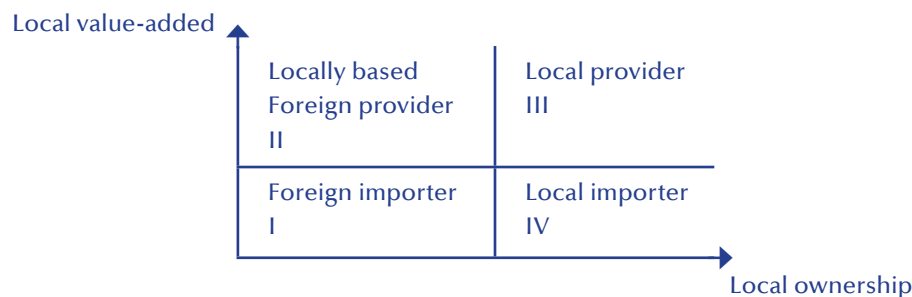 Local value-added
Locally based
Foreign provider
II
Local provider
III
Foreign importer
I
Local importer
IV
Local ownership